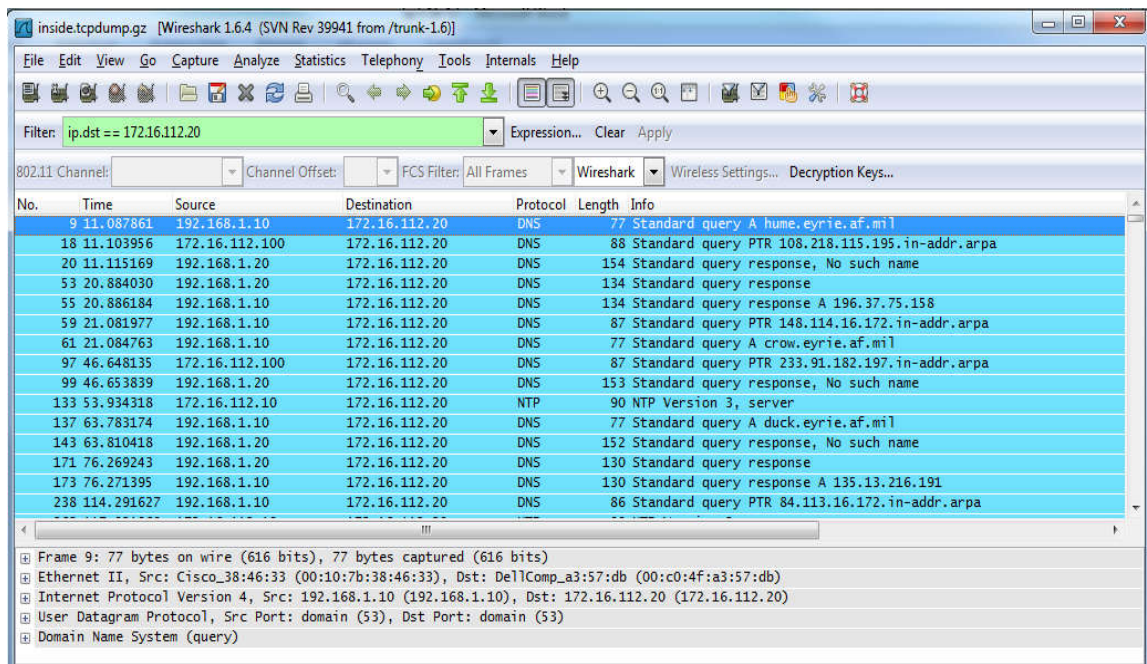 inside.tcpdump.gz [Wireshark 1.6.4 (SVN Rev 39941 from /trunk-1.6)]
File Edit View Go Capture Analyze Statistics Telephony Tools Internals Help
Filter: ip.dst == 172.16.112.20 Expression... Clear Apply
802.11 Channel: Channel Offset: FCS Filter: All Frames Wireshark Wireless Settings... Decryption Keys...
No. Time Source Destination Protocol Length Info
9 11.087861 192.168.1.10 172.16.112.20 DNS 77 Standard query A hume.eyrie.af.mil
18 11.103956 172.16.112.100 172.16.112.20 DNS 88 Standard query PTR 108.218.115.195.in-addr.arpa
20 11.115169 192.168.1.20 172.16.112.20 DNS 154 Standard query response, No such name
53 20.884030 192.168.1.20 172.16.112.20 DNS 134 Standard query response
55 20.886184 192.168.1.10 172.16.112.20 DNS 134 Standard query response A 196.37.75.158
59 21.081977 192.168.1.10 172.16.112.20 DNS 87 Standard query PTR 148.114.16.172.in-addr.arpa
61 21.084763 192.168.1.10 172.16.112.20 DNS 77 Standard query A crow.eyrie.af.mil
97 46.648135 172.16.112.100 172.16.112.20 DNS 87 Standard query PTR 233.91.182.197.in-addr.arpa
99 46.653839 192.168.1.20 172.16.112.20 DNS 153 Standard query response, No such name
133 53.934318 172.16.112.10 172.16.112.20 NTP 90 NTP Version 3, server
137 63.783174 192.168.1.10 172.16.112.20 DNS 77 Standard query A duck.eyrie.af.mil
143 63.810418 192.168.1.20 172.16.112.20 DNS 152 Standard query response, No such name
171 76.269243 192.168.1.20 172.16.112.20 DNS 130 Standard query response
173 76.271395 192.168.1.10 172.16.112.20 DNS 130 Standard query response A 135.13.216.191
238 114.291627 192.168.1.10 172.16.112.20 DNS 86 Standard query PTR 84.113.16.172.in-addr.arpa
Frame 9: 77 bytes on wire (616 bits), 77 bytes captured (616 bits)
Ethernet II, Src: Cisco_38:46:33 (00:10:7b:38:46:33), Dst: DellComp_a3:57:db (00:c0:4f:a3:57:db)
Internet Protocol Version 4, Src: 192.168.1.10 (192.168.1.10), Dst: 172.16.112.20 (172.16.112.20)
User Datagram Protocol, Src Port: domain (53), Dst Port: domain (53)
Domain Name System (query)